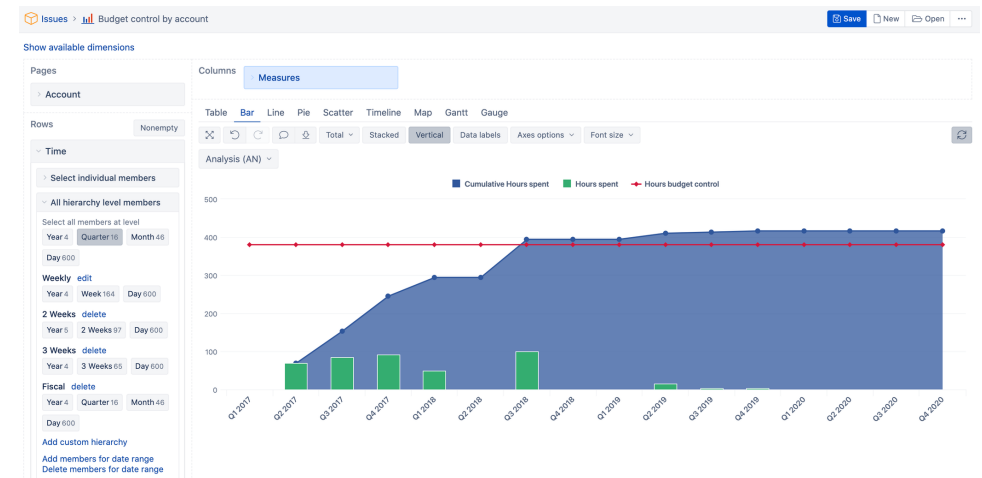 Issues > Budget control by account
Save New Open ···
Show available dimensions
Pages
Account
Rows
Nonempty
Time
Select individual members
All hierarchy level members
Select all members at level
Year 4 Quarter 16 Month 46
Day 600
Weekly edit
Year 4 Week 164 Day 600
2 Weeks delete
Year 5 2 Weeks 97 Day 600
3 Weeks delete
Year 4 3 Weeks 65 Day 600
Fiscal delete
Year 4 Quarter 16 Month 46
Day 600
Add custom hierarchy
Add members for date range
Delete members for date range
Columns
Measures
Table Bar Line Pie Scatter Timeline Map Gantt Gauge
Total Stacked Vertical Data labels Axes options Font size
Analysis (AN)
Cumulative Hours spent Hours spent Hours budget control
500
400
300
200
100
0
Q1 2017 Q2 2017 Q3 2017 Q4 2017 Q1 2018 Q2 2018 Q3 2018 Q4 2018 Q1 2019 Q2 2019 Q3 2019 Q4 2019 Q1 2020 Q2 2020 Q3 2020 Q4 2020